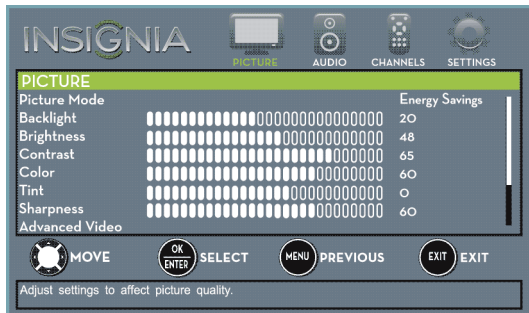 INSIGNIA
PICTURE AUDIO CHANNELS SETTINGS
PICTURE
Picture Mode Energy Savings
Backlight 20
Brightness 48
Contrast 65
Color 60
Tint 0
Sharpness 60
Advanced Video
MOVE OK ENTER SELECT MENU PREVIOUS EXIT EXIT
Adjust settings to affect picture quality.